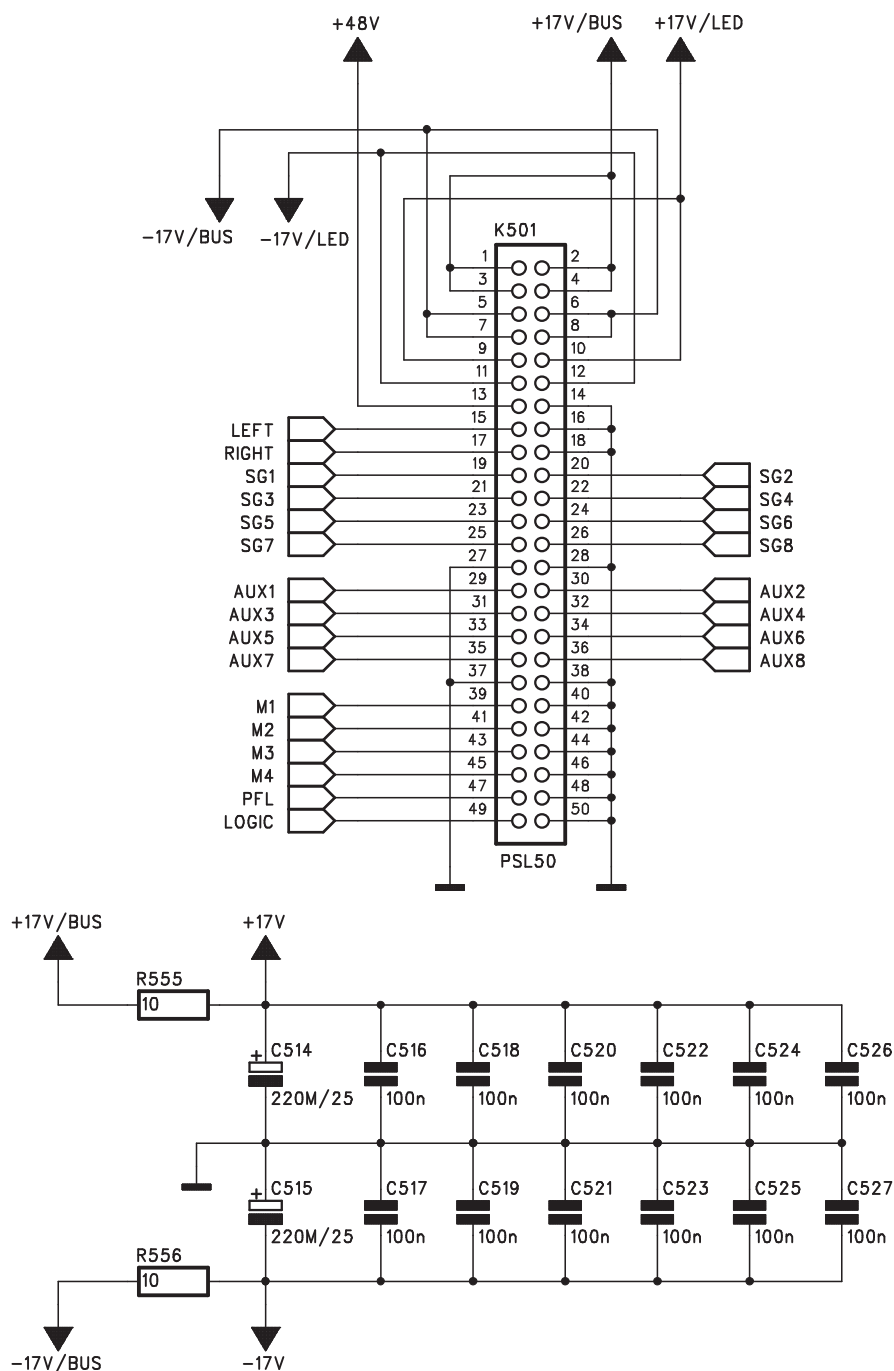 +48V +17V/BUS +17V/LED
-17V/BUS -17V/LED
K501
1 2
3 4
5 6
7 8
9 10
11 12
13 14
LEFT 15 16
RIGHT 17 18
SG1 19 20 SG2
SG3 21 22 SG4
SG5 23 24 SG6
SG7 25 26 SG8
27 28
AUX1 29 30 AUX2
AUX3 31 32 AUX4
AUX5 33 34 AUX6
AUX7 35 36 AUX8
37 38
M1 39 40
M2 41 42
M3 43 44
M4 45 46
PFL 47 48
LOGIC 49 50
PSL50
+17V/BUS +17V
R555
10
+ C514 C516 C518 C520 C522 C524 C526
220M/25 100n 100n 100n 100n 100n 100n
+ C515 C517 C519 C521 C523 C525 C527
220M/25 100n 100n 100n 100n 100n 100n
R556
10
-17V/BUS -17V